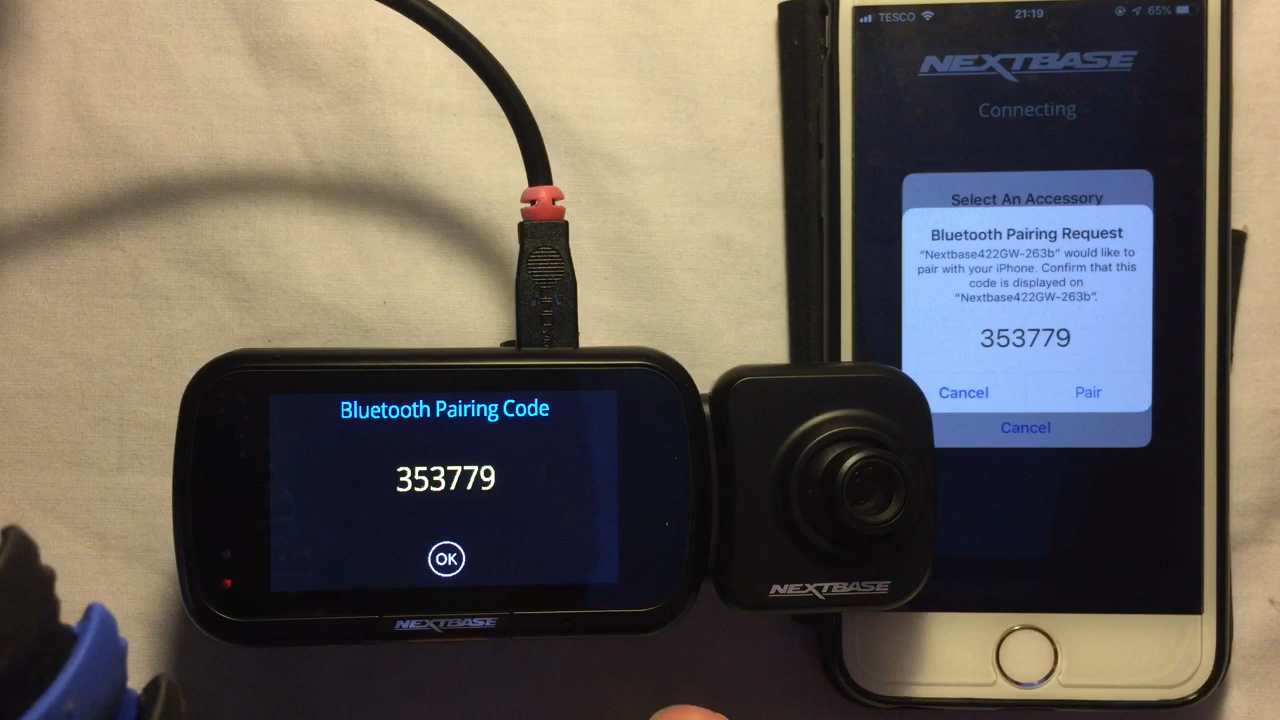 TESCO 21:19 65%
NEXTBASE
Connecting
Select An Accessory
Bluetooth Pairing Request
"Nextbase422GW-263b" would like to
pair with your iPhone. Confirm that this
code is displayed on
"Nextbase422GW-263b".
353779
Cancel Pair
Cancel
Bluetooth Pairing Code
353779
OK
NEXTBASE
NEXTBASE